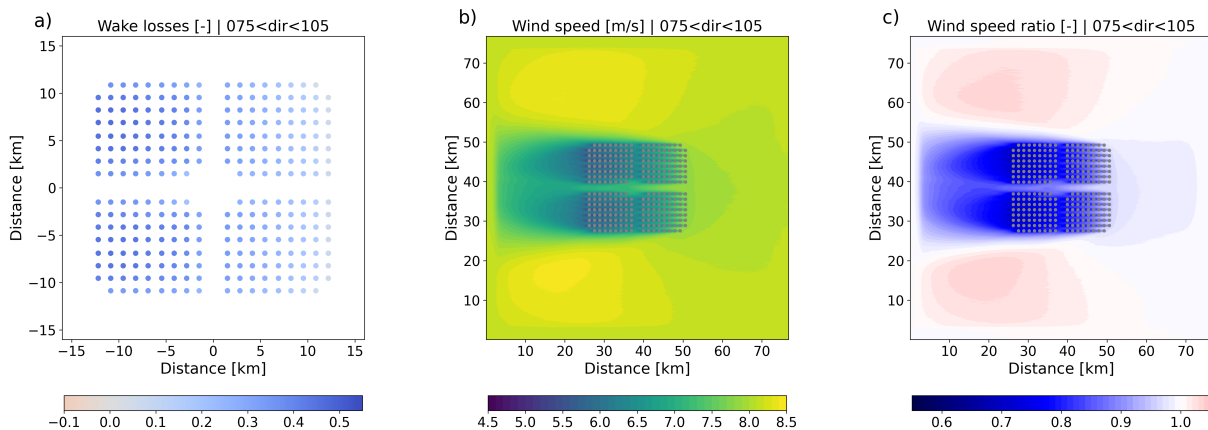 a)
Wake losses [-] | 075<dir<105
15
10
5
0
−5
−10
−15
Distance [km]
−15 −10 −5 0 5 10 15
Distance [km]
−0.1 0.0 0.1 0.2 0.3 0.4 0.5
b)
Wind speed [m/s] | 075<dir<105
70
60
50
40
30
20
10
Distance [km]
10 20 30 40 50 60 70
Distance [km]
4.5 5.0 5.5 6.0 6.5 7.0 7.5 8.0 8.5
c)
Wind speed ratio [-] | 075<dir<105
70
60
50
40
30
20
10
Distance [km]
10 20 30 40 50 60 70
Distance [km]
0.6 0.7 0.8 0.9 1.0